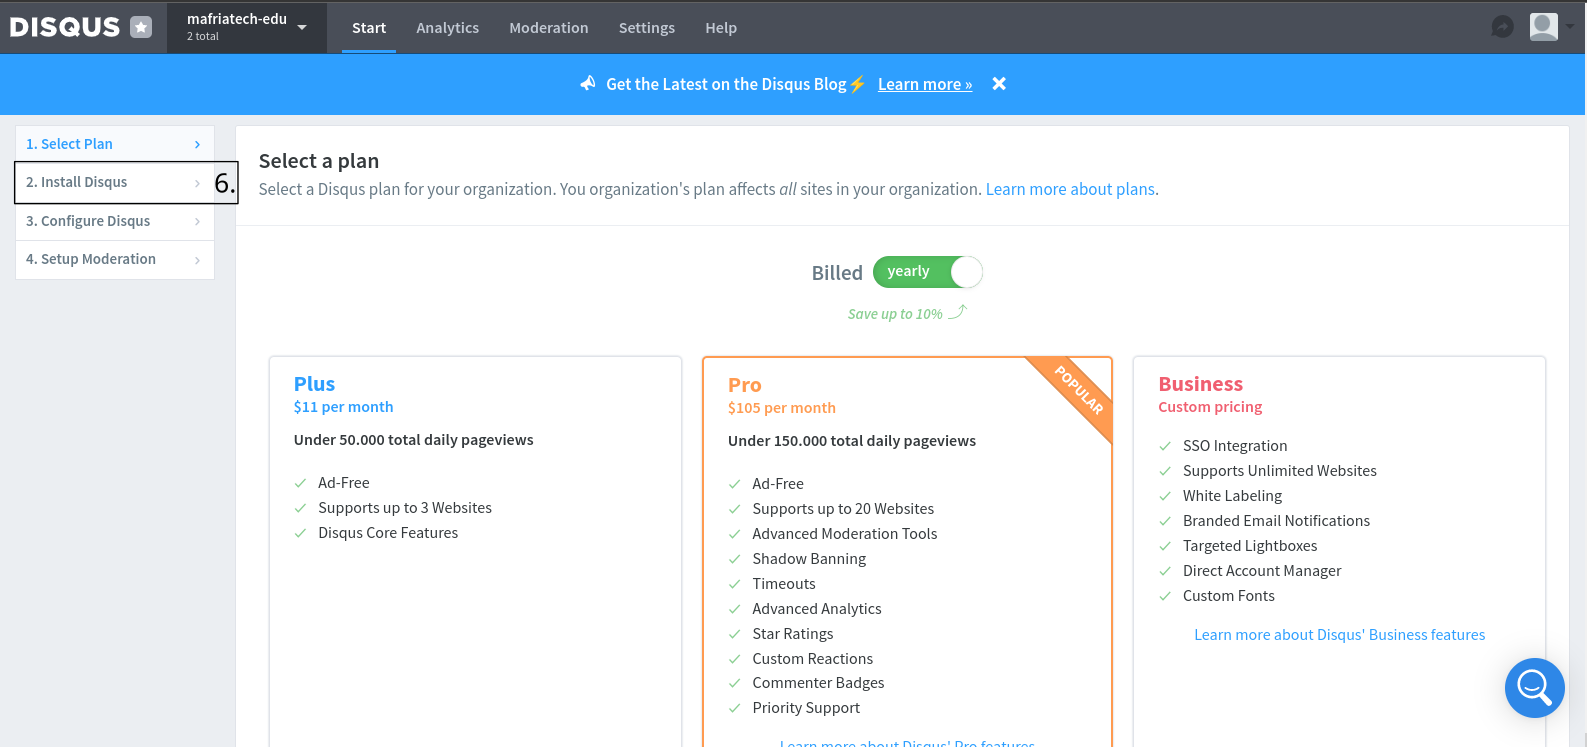 DISQUS
mafriatech-edu
2 total
Start
Analytics
Moderation
Settings
Help
Get the Latest on the Disqus Blog⚡ Learn more »
1. Select Plan
2. Install Disqus
6.
3. Configure Disqus
4. Setup Moderation
Select a plan
Select a Disqus plan for your organization. You organization's plan affects all sites in your organization. Learn more about plans.
Billed yearly
Save up to 10%
Plus
$11 per month
Under 50.000 total daily pageviews
Ad-Free
Supports up to 3 Websites
Disqus Core Features
POPULAR
Pro
$105 per month
Under 150.000 total daily pageviews
Ad-Free
Supports up to 20 Websites
Advanced Moderation Tools
Shadow Banning
Timeouts
Advanced Analytics
Star Ratings
Custom Reactions
Commenter Badges
Priority Support
Learn more about Disqus' Pro features
Business
Custom pricing
SSO Integration
Supports Unlimited Websites
White Labeling
Branded Email Notifications
Targeted Lightboxes
Direct Account Manager
Custom Fonts
Learn more about Disqus' Business features